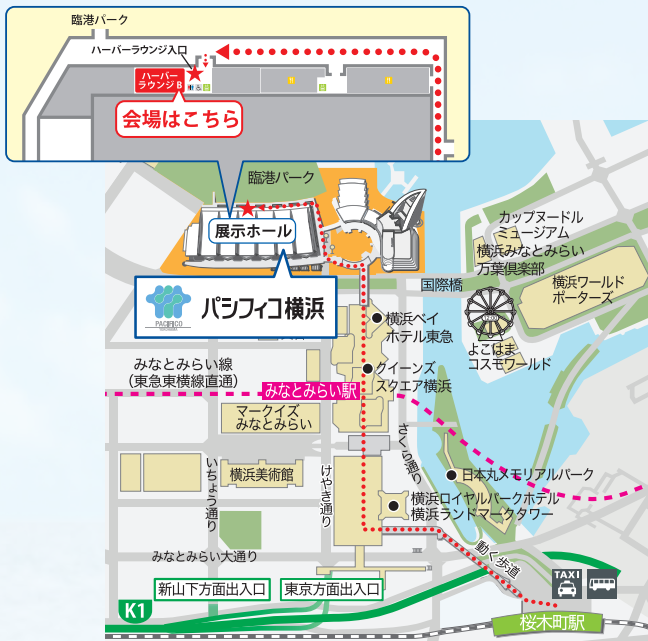 臨港パーク
ハーバーラウンジ入口
ハーバー
ラウンジ B
会場はこちら
臨港パーク
展示ホール
PACIFICO
パシフィコ横浜
カップヌードル
ミュージアム
横浜みなとみらい
万葉倶楽部
横浜ワールド
ポーターズ
国際橋
よこはま
コスモワールド
横浜ベイ
ホテル東急
クイーンズ
スクエア横浜
みなとみらい線
（東急東横線直通）
みなとみらい駅
マークイズ
みなとみらい
さくら通り
いちょう通り
横浜美術館
けやき通り
日本丸メモリアルパーク
横浜ロイヤルパークホテル
横浜ランドマークタワー
みなとみらい大通り
動く歩道
新山下方面出入口
東京方面出入口
TAXI
K1
桜木町駅